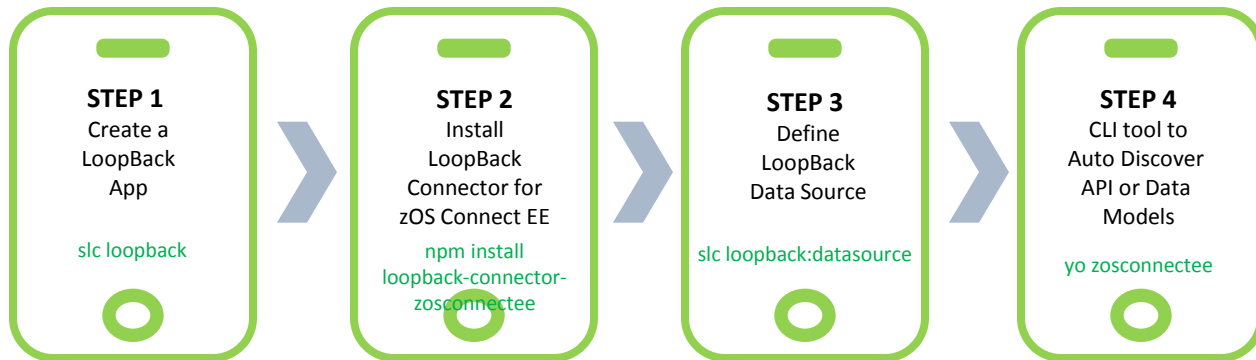 STEP 1
Create a
LoopBack
App
slc loopback
STEP 2
Install
LoopBack
Connector for
zOS Connect EE
npm install
loopback-connector-
zosconnectee
STEP 3
Define
LoopBack
Data Source
slc loopback:datasource
STEP 4
CLI tool to
Auto Discover
API or Data
Models
yo zosconnectee